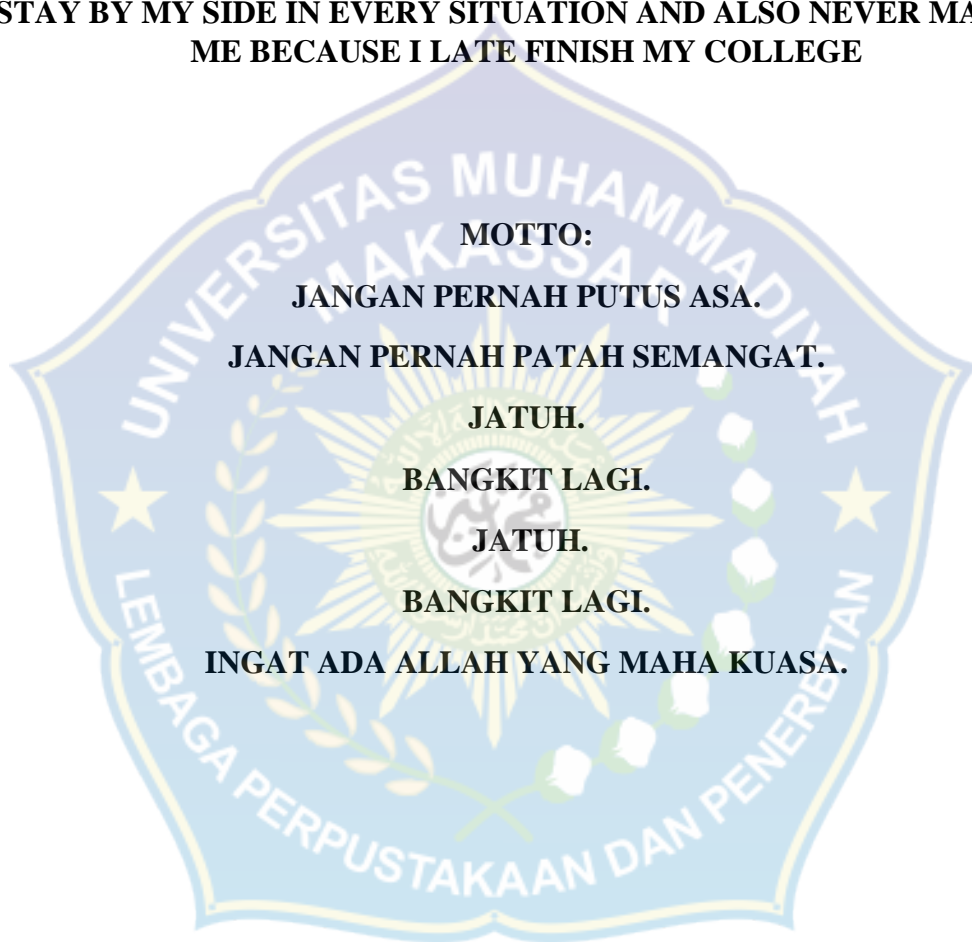 STAY BY MY SIDE IN EVERY SITUATION AND ALSO NEVER MA
ME BECAUSE I LATE FINISH MY COLLEGE
UNIVERSITAS MUHAMMADIYAH
MAKASSAR
MOTTO:
JANGAN PERNAH PUTUS ASA.
JANGAN PERNAH PATAH SEMANGAT.
JATUH.
BANGKIT LAGI.
JATUH.
BANGKIT LAGI.
INGAT ADA ALLAH YANG MAHA KUASA.
LEMBAGA PERPUSTAKAAN DAN PENERBITAN